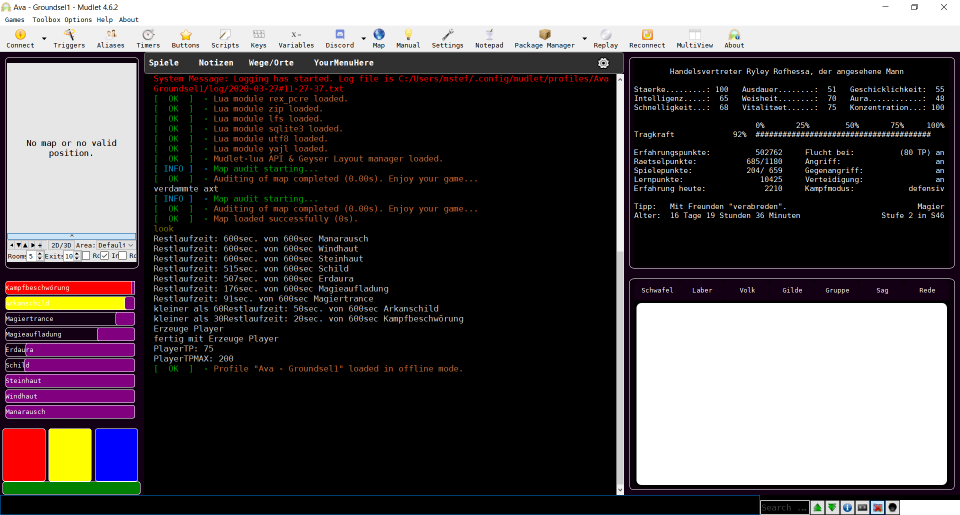 Ava - Groundsel1 - Mudlet 4.6.2
Games Toolbox Options Help About
Connect Triggers Aliases Timers Buttons Scripts Keys Variables Discord Map Manual Settings Notepad Package Manager Replay Reconnect MultiView About
No map or no valid
position.
2D/3D Area: Defaul
Rooms 5 Exits 10
Kampfbeschwörung
Arkanschild
Magiertrance
Magieaufladung
Erdaura
Schild
Steinhaut
Windhaut
Manarausch
Spiele Notizen Wege/Orte YourMenuHere
System Message: Logging has started. Log file is C:/Users/mstef/.config/mudlet/profiles/Ava
Groundsel1/log/2020-03-27#11-27-37.txt
[  OK  ]  - Lua module rex_pcre loaded.
[  OK  ]  - Lua module zip loaded.
[  OK  ]  - Lua module lfs loaded.
[  OK  ]  - Lua module sqlite3 loaded.
[  OK  ]  - Lua module utf8 loaded.
[  OK  ]  - Lua module yajl loaded.
[  OK  ]  - Mudlet-lua API & Geyser Layout manager loaded.
[ INFO ]  - Map audit starting...
[  OK  ]  - Auditing of map completed (0.00s). Enjoy your game...
verdammte axt
[ INFO ]  - Map audit starting...
[  OK  ]  - Auditing of map completed (0.00s). Enjoy your game...
[  OK  ]  - Map loaded successfully (0s).
look
Restlaufzeit: 600sec. von 600sec Manarausch
Restlaufzeit: 600sec. von 600sec Windhaut
Restlaufzeit: 600sec. von 600sec Steinhaut
Restlaufzeit: 515sec. von 600sec Schild
Restlaufzeit: 507sec. von 600sec Erdaura
Restlaufzeit: 176sec. von 600sec Magieaufladung
Restlaufzeit: 91sec. von 600sec Magiertrance
kleiner als 60Restlaufzeit: 50sec. von 600sec Arkanschild
kleiner als 30Restlaufzeit: 20sec. von 600sec Kampfbeschwörung
Erzeuge Player
fertig mit Erzeuge Player
PlayerTP: 75
PlayerTPMAX: 200
[  OK  ]  - Profile "Ava - Groundsel1" loaded in offline mode.
Handelsvertreter Ryley Rofhessa, der angesehene Mann
Staerke.........: 100 Ausdauer........: 51 Geschicklichkeit: 55
Intelligenz.....: 65 Weisheit........: 70 Aura............: 48
Schnelligkeit...: 68 Vitalitaet......: 75 Konzentration...: 100
0% 25% 50% 75% 100%
Tragkraft 92% ########################################
Erfahrungspunkte: 502762 Flucht bei: (80 TP) an
Raetselpunkte: 685/1180 Angriff: an
Spielepunkte: 204/ 659 Gegenangriff: an
Lernpunkte: 10425 Verteidigung: an
Erfahrung heute: 2210 Kampfmodus: defensiv
Tipp: Mit Freunden "verabreden". Magier
Alter: 16 Tage 19 Stunden 36 Minuten Stufe 2 in S46
Schwafel Laber Volk Gilde Gruppe Sag Rede
Search ...